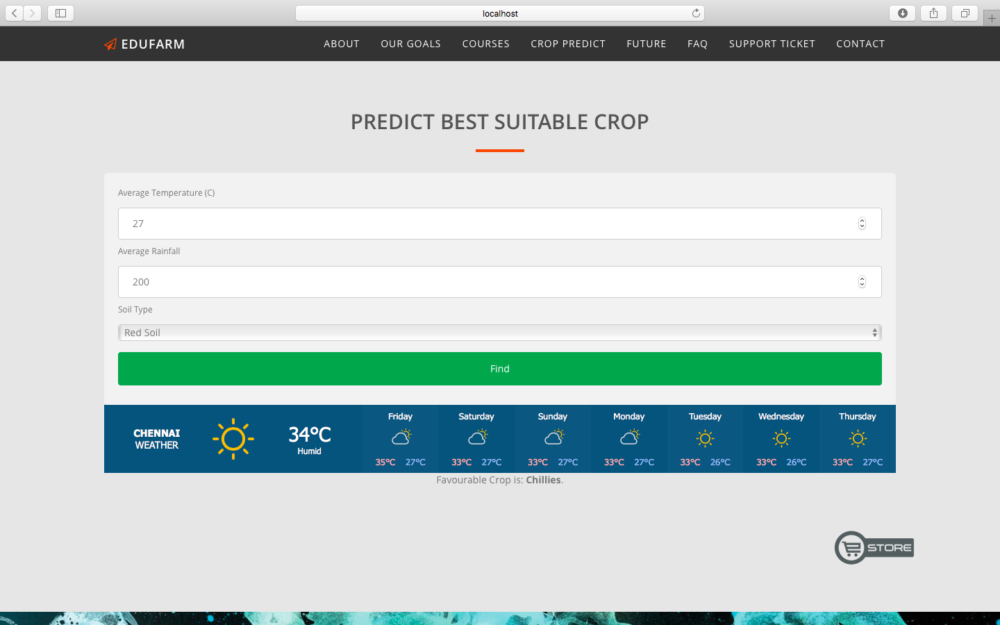 localhost
EDUFARM
ABOUT OUR GOALS COURSES CROP PREDICT FUTURE FAQ SUPPORT TICKET CONTACT
PREDICT BEST SUITABLE CROP
Average Temperature (C)
27
Average Rainfall
200
Soil Type
Red Soil
Find
CHENNAI
WEATHER
34°C
Humid
Friday Saturday Sunday Monday Tuesday Wednesday Thursday
35°C 27°C 33°C 27°C 33°C 27°C 33°C 27°C 33°C 26°C 33°C 26°C 33°C 27°C
Favourable Crop is: Chillies.
STORE